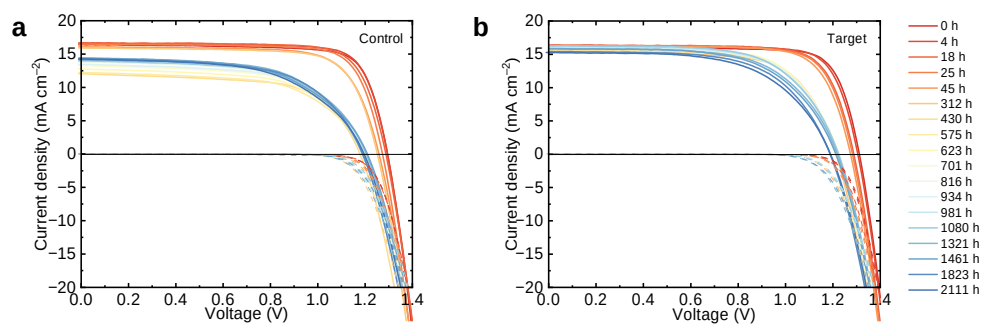 a
Control
Current density (mA cm⁻²)
20
15
10
5
0
−5
−10
−15
−20
0.0 0.2 0.4 0.6 0.8 1.0 1.2 1.4
Voltage (V)
b
Target
Current density (mA cm⁻²)
20
15
10
5
0
−5
−10
−15
−20
0.0 0.2 0.4 0.6 0.8 1.0 1.2 1.4
Voltage (V)
0 h
4 h
18 h
25 h
45 h
312 h
430 h
575 h
623 h
701 h
816 h
934 h
981 h
1080 h
1321 h
1461 h
1823 h
2111 h